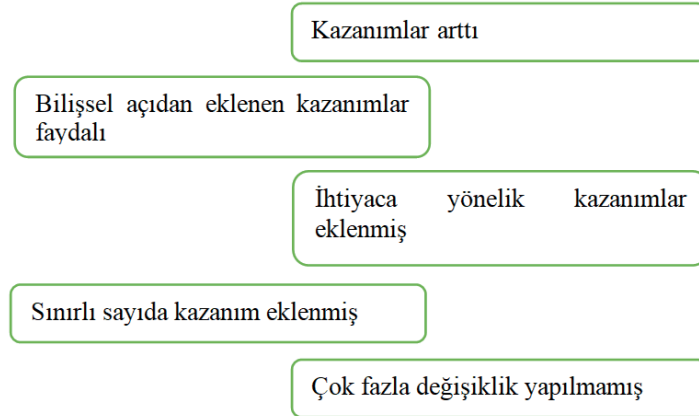 Kazanımlar arttı
Bilişsel açıdan eklenen kazanımlar
faydalı
İhtiyaca yönelik kazanımlar
eklenmiş
Sınırlı sayıda kazanım eklenmiş
Çok fazla değişiklik yapılmamış